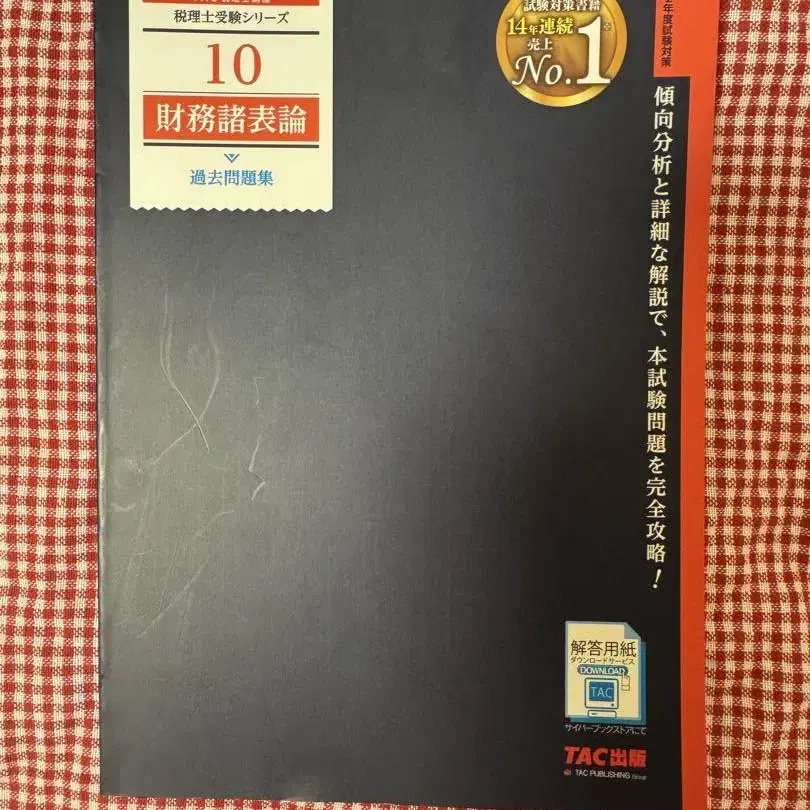 税理士受験シリーズ
10
財務諸表論
過去問題集
試験対策書籍
14年連続
売上
No.1
年度試験対策
傾向分析と詳細な解説で、本試験問題を完全攻略!
解答用紙
ダウンロードサービス
DOWNLOAD
TAC
サイバーブックストアにて
TAC出版
TAC PUBLISHING Group